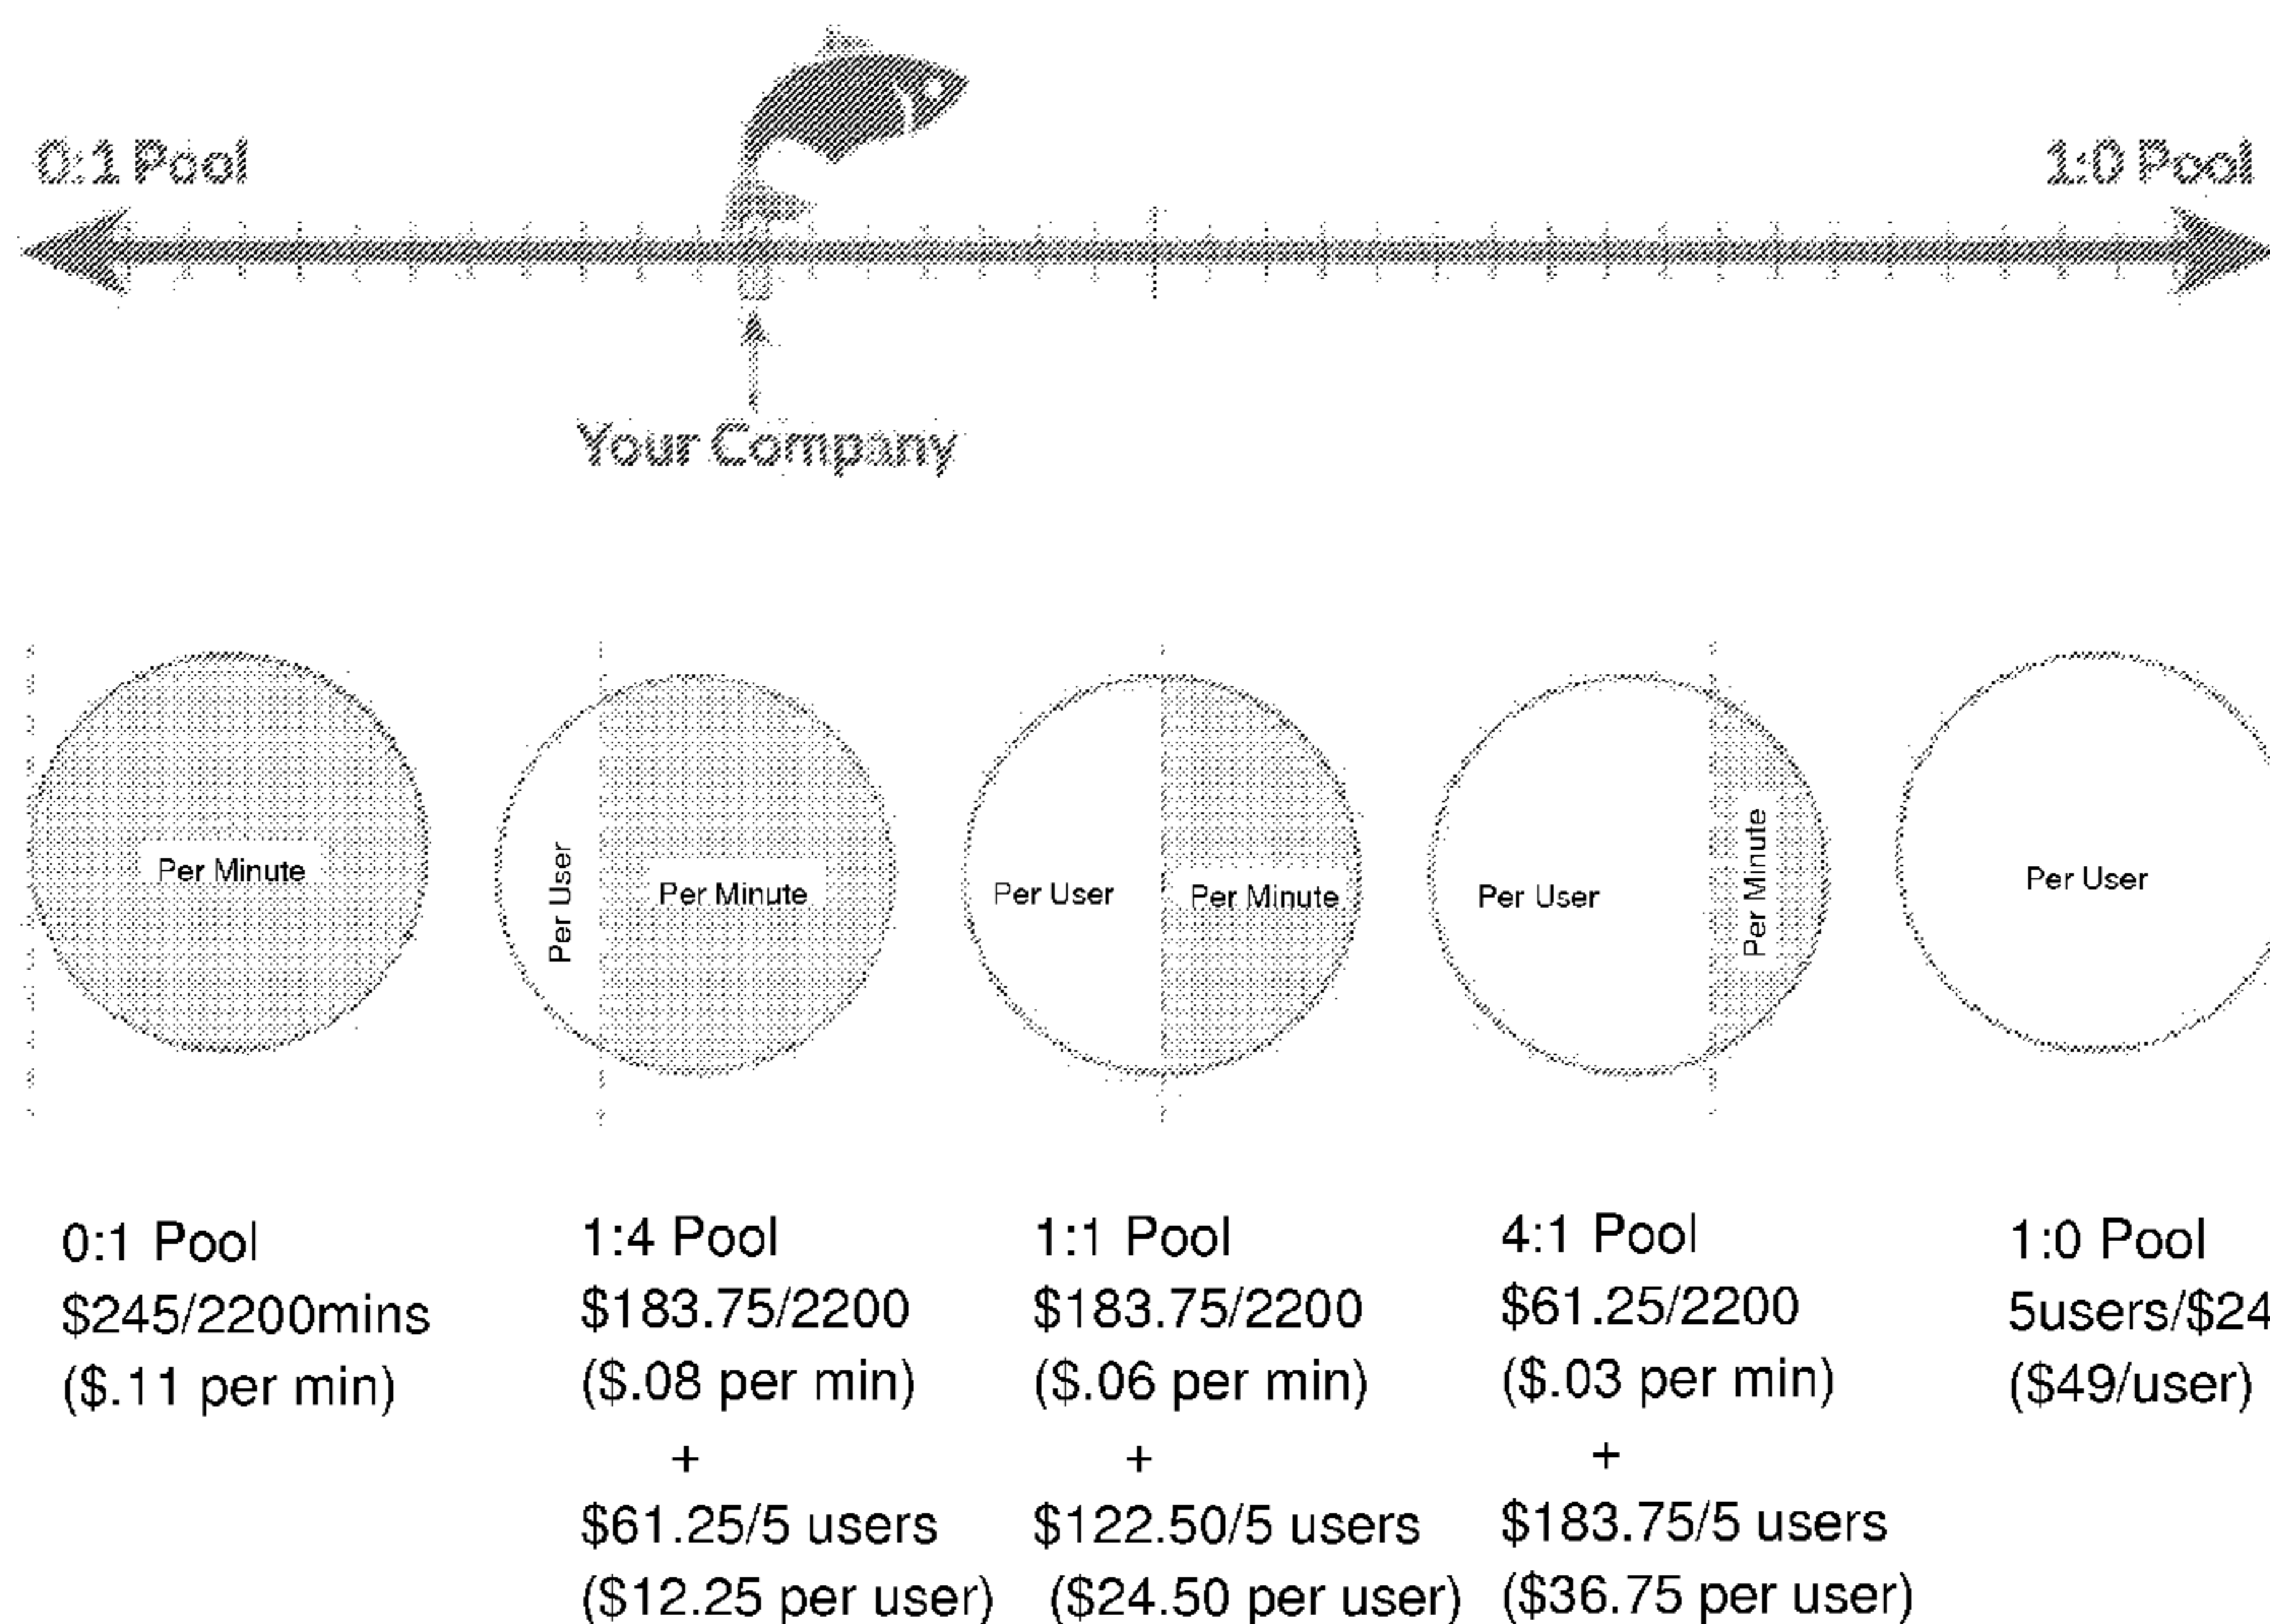 0:1 Pool
1:0 Pool
Your Company
Per Minute
Per User
Per Minute
Per User
Per Minute
Per User
Per Minute
Per User
0:1 Pool
$245/2200mins
($.11 per min)
1:4 Pool
$183.75/2200
($.08 per min)
+
$61.25/5 users
($12.25 per user)
1:1 Pool
$183.75/2200
($.06 per min)
+
$122.50/5 users
($24.50 per user)
4:1 Pool
$61.25/2200
($.03 per min)
+
$183.75/5 users
($36.75 per user)
1:0 Pool
5users/$24
($49/user)